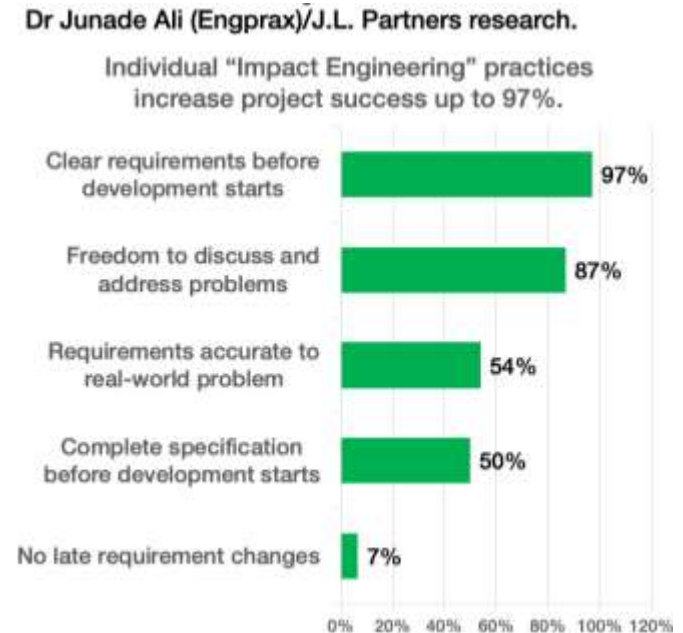 Dr Junade Ali (Engprax)/J.L. Partners research.
Individual “Impact Engineering” practices
increase project success up to 97%.
Clear requirements before
development starts
97%
Freedom to discuss and
address problems
87%
Requirements accurate to
real-world problem
54%
Complete specification
before development starts
50%
No late requirement changes
7%
0% 20% 40% 60% 80% 100% 120%